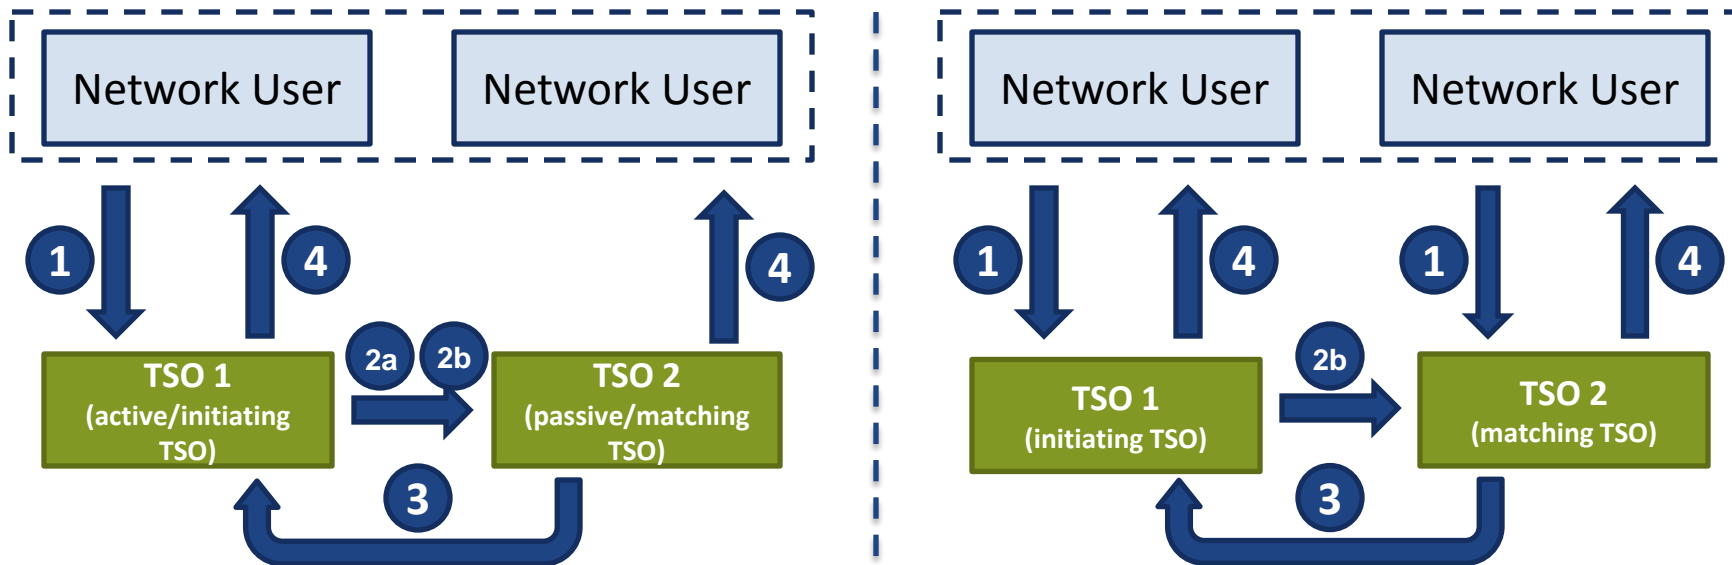 Network User
Network User
1
4
4
2a
2b
TSO 1
(active/initiating
TSO)
TSO 2
(passive/matching
TSO)
3
Network User
Network User
1
4
1
4
2b
TSO 1
(initiating TSO)
TSO 2
(matching TSO)
3